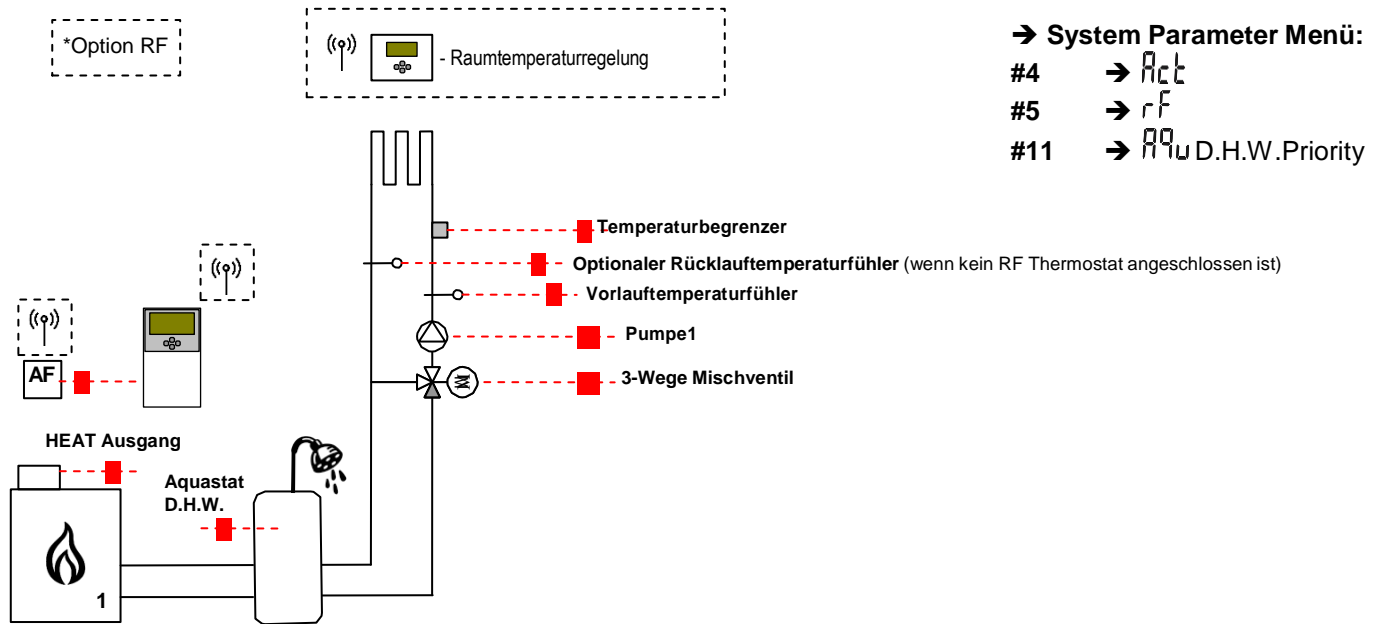 *Option RF
- Raumtemperaturregelung
➔ System Parameter Menü:
#4 ➔ Act
#5 ➔ rF
#11 ➔ Aqu D.H.W.Priority
Temperaturbegrenzer
Optionaler Rücklauftemperaturfühler (wenn kein RF Thermostat angeschlossen ist)
Vorlauftemperaturfühler
Pumpe1
3-Wege Mischventil
AF
HEAT Ausgang
Aquastat
D.H.W.
1